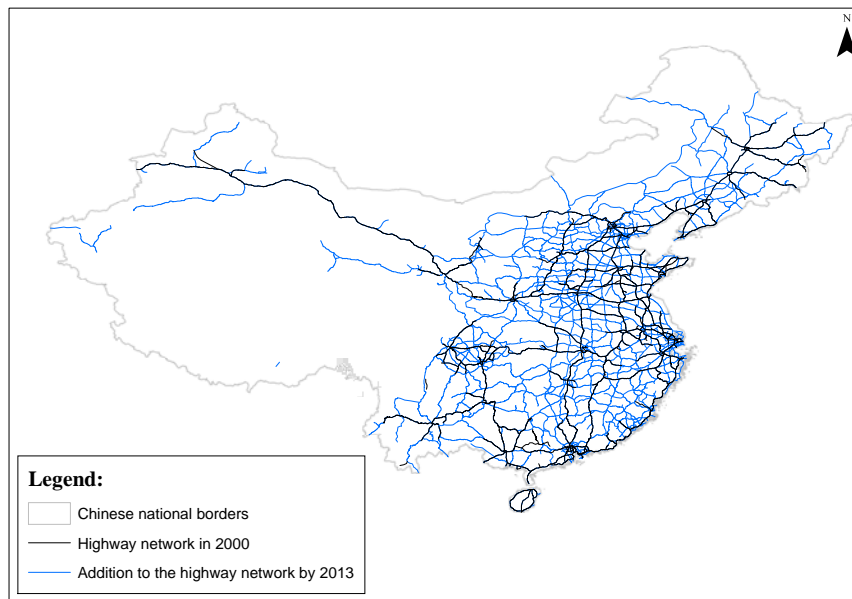 N
Legend:
Chinese national borders
Highway network in 2000
Addition to the highway network by 2013